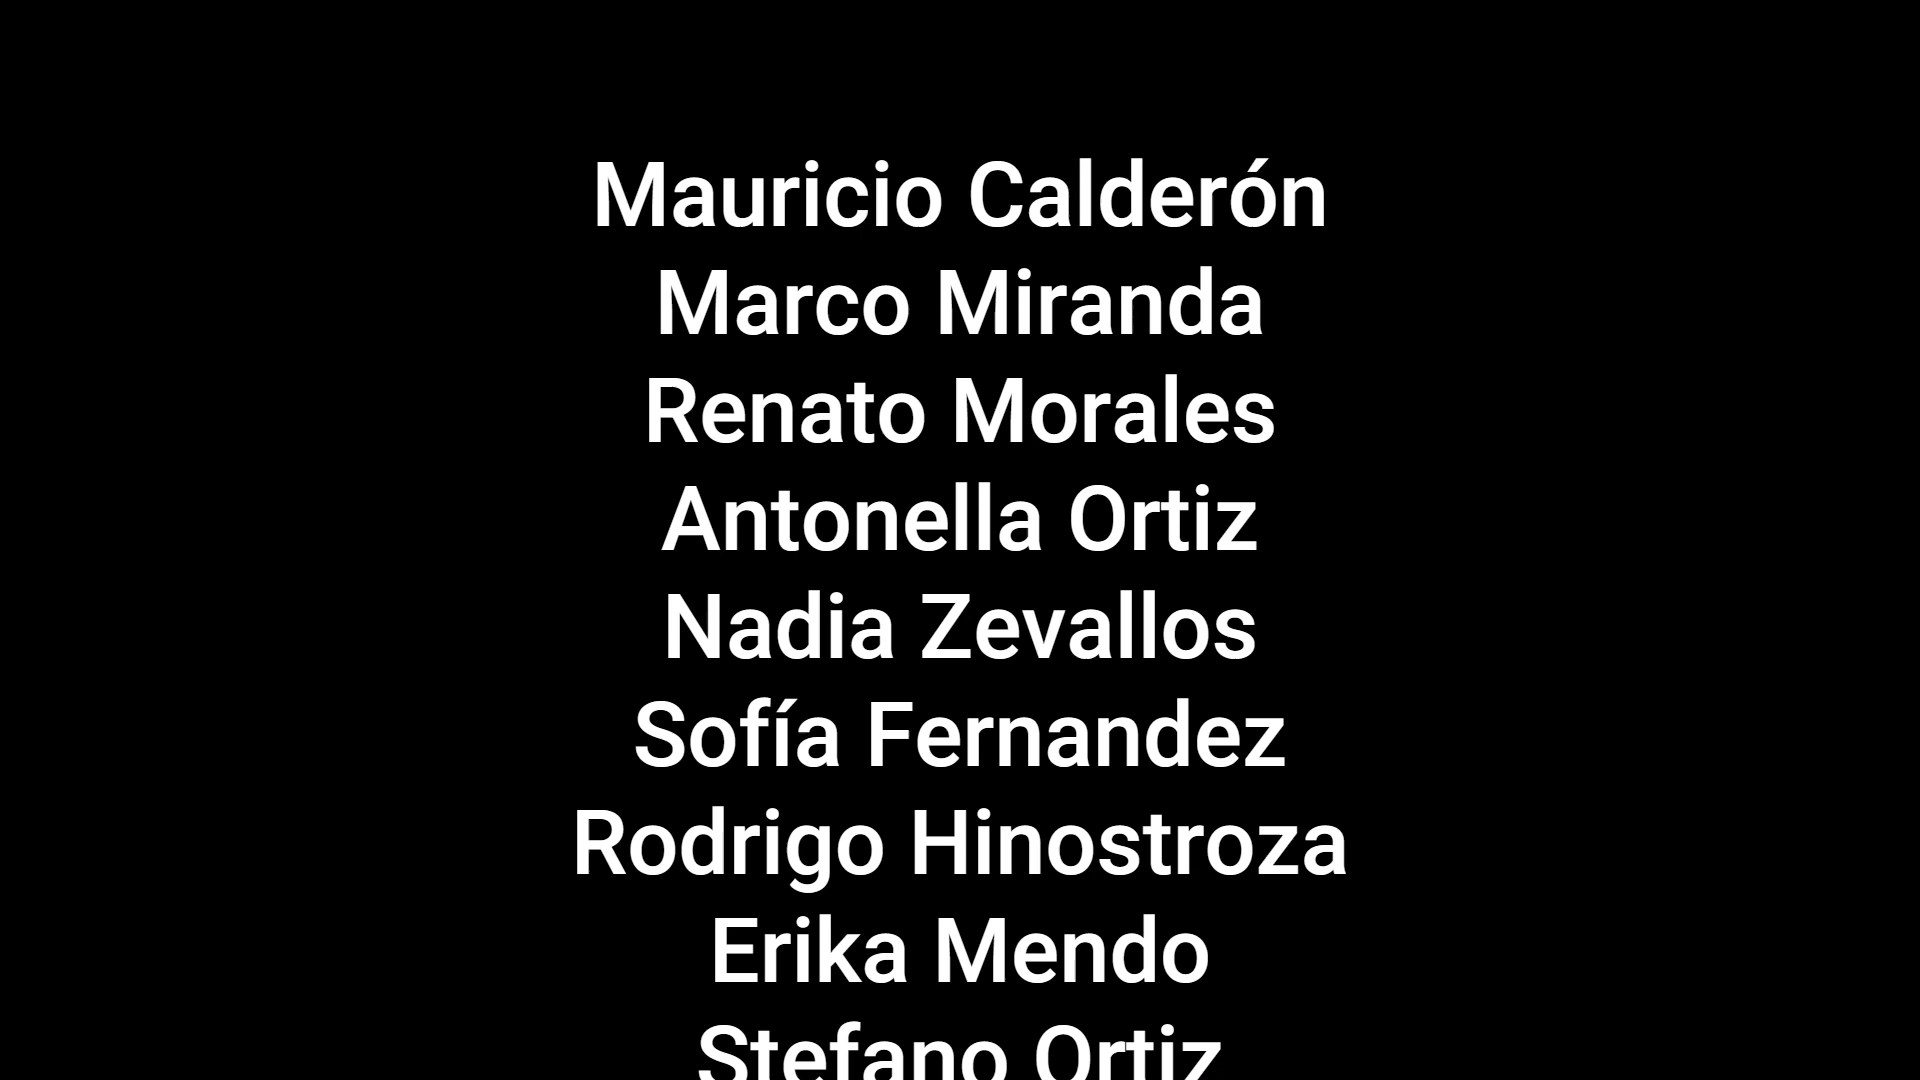 Mauricio Calderón
Marco Miranda
Renato Morales
Antonella Ortiz
Nadia Zevallos
Sofía Fernandez
Rodrigo Hinostroza
Erika Mendo
Stefano Ortiz